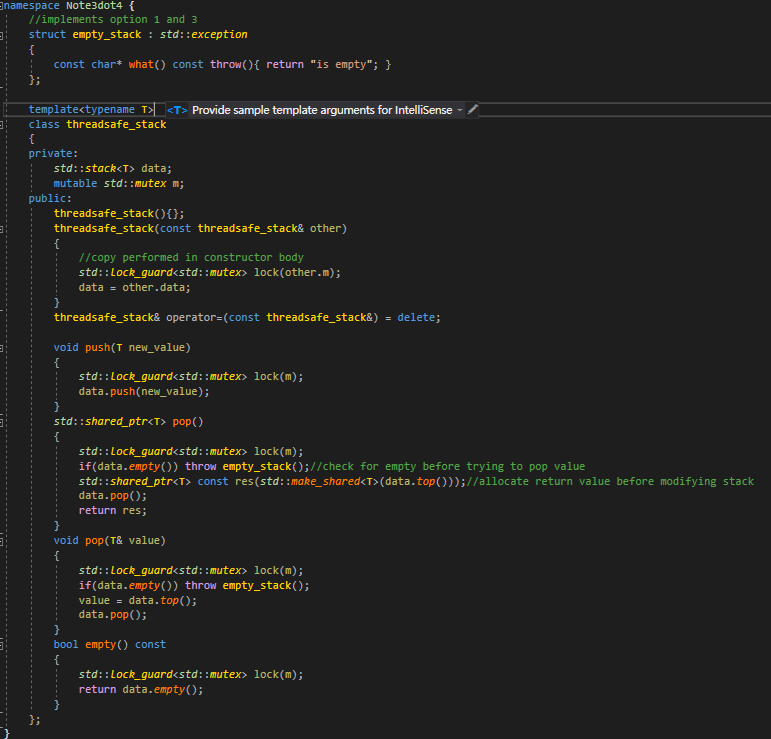 namespace Note3dot4 {
//implements option 1 and 3
struct empty_stack : std::exception
{
const char* what() const throw(){ return "is empty"; }
};
template<typename T> <T> Provide sample template arguments for IntelliSense
class threadsafe_stack
{
private:
std::stack<T> data;
mutable std::mutex m;
public:
threadsafe_stack(){};
threadsafe_stack(const threadsafe_stack& other)
{
//copy performed in constructor body
std::lock_guard<std::mutex> lock(other.m);
data = other.data;
}
threadsafe_stack& operator=(const threadsafe_stack&) = delete;
void push(T new_value)
{
std::lock_guard<std::mutex> lock(m);
data.push(new_value);
}
std::shared_ptr<T> pop()
{
std::lock_guard<std::mutex> lock(m);
if(data.empty()) throw empty_stack();//check for empty before trying to pop value
std::shared_ptr<T> const res(std::make_shared<T>(data.top()));//allocate return value before modifying stack
data.pop();
return res;
}
void pop(T& value)
{
std::lock_guard<std::mutex> lock(m);
if(data.empty()) throw empty_stack();
value = data.top();
data.pop();
}
bool empty() const
{
std::lock_guard<std::mutex> lock(m);
return data.empty();
}
};
}